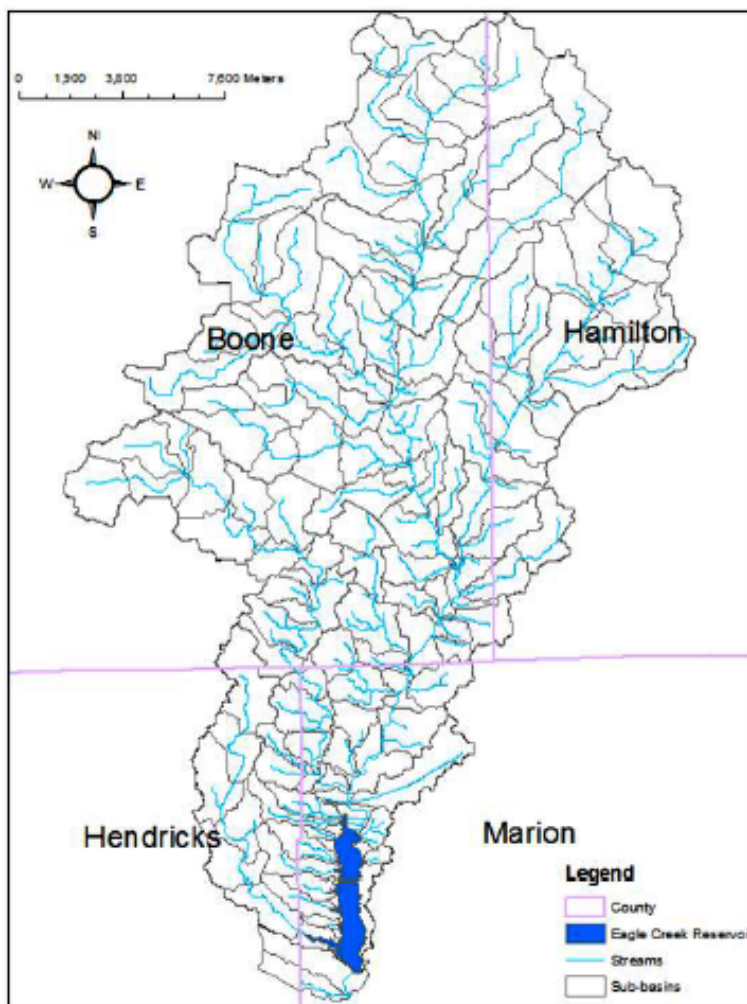 0 1,900 3,800 7,600 Meters
N
W E
S
Boone
Hamilton
Hendricks
Marion
Legend
County
Eagle Creek Reservoi
Streams
Sub-basins